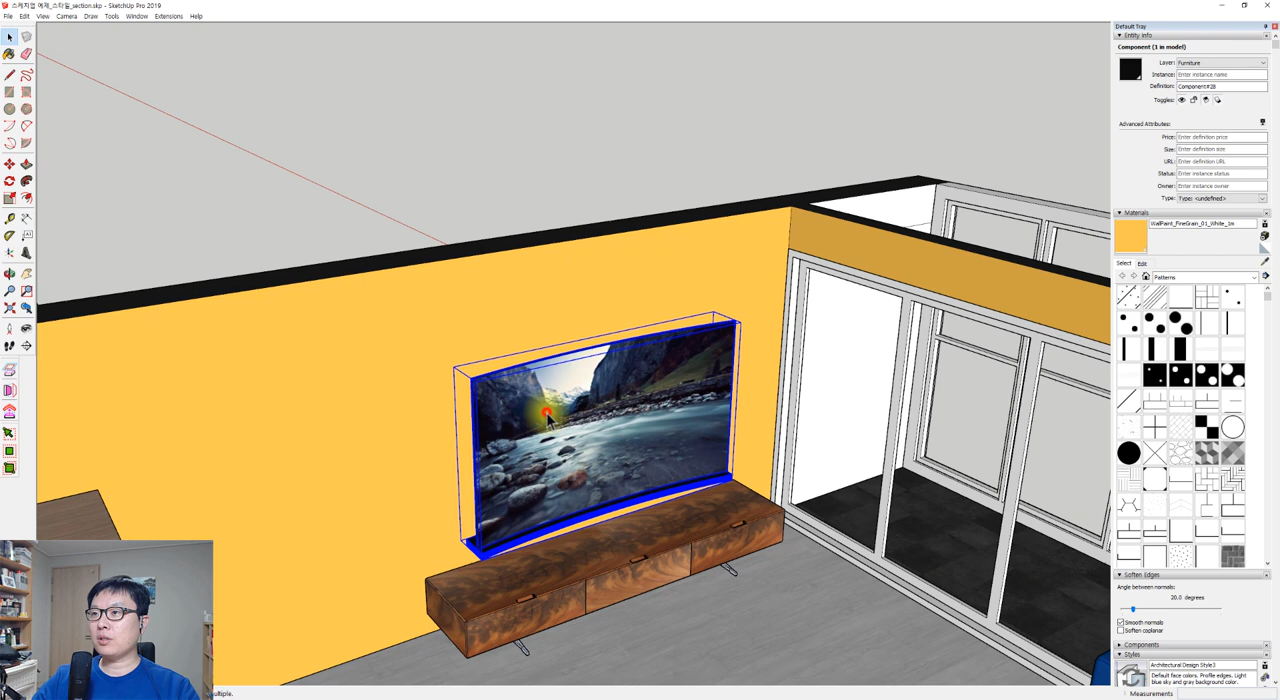 스케치업 예제_스타일_section.skp - SketchUp Pro 2019
File Edit View Camera Draw Tools Window Extensions Help
Default Tray
Entity Info
Component (1 in model)
Layer: Furniture
Instance: Enter instance name
Definition: Component#28
Toggles:
Advanced Attributes:
Price: Enter definition price
Size: Enter definition size
URL: Enter definition URL
Status: Enter instance status
Owner: Enter instance owner
Type: Type: <undefined>
Materials
WallPaint_FineGrain_01_White_1m
Select Edit
Patterns
Soften Edges
Angle between normals:
20.0 degrees
Smooth normals
Soften coplanar
Components
Styles
Architectural Design Style3
Default face colors. Profile edges. Light
blue sky and gray background color.
ultiple.
Measurements